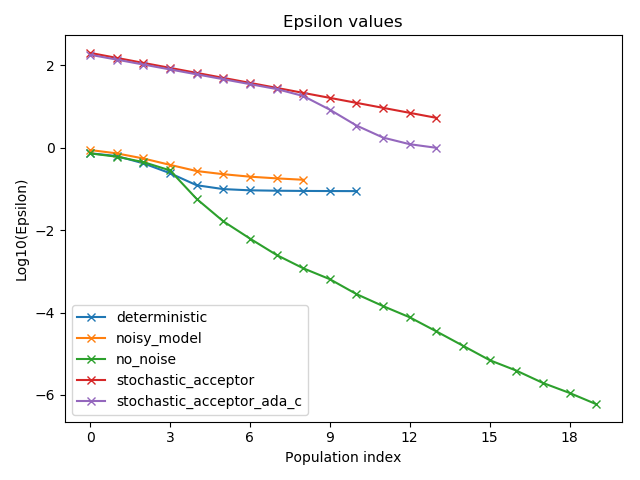 Epsilon values
Log10(Epsilon)
2
0
−2
−4
−6
deterministic
noisy_model
no_noise
stochastic_acceptor
stochastic_acceptor_ada_c
0 3 6 9 12 15 18
Population index